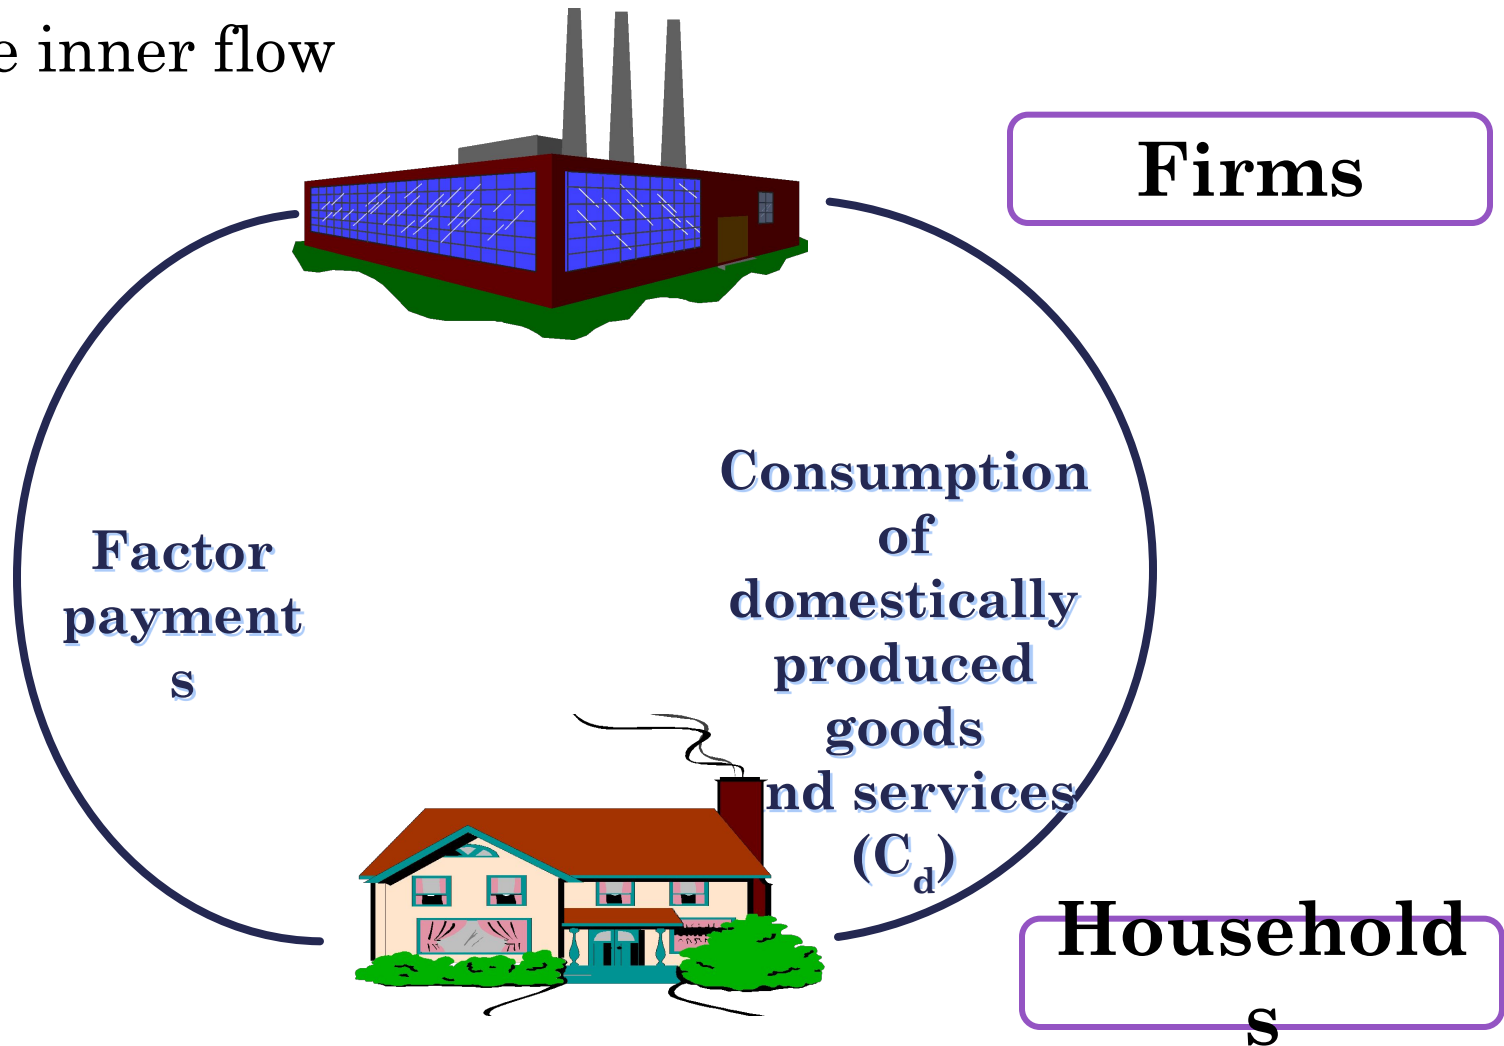 e inner flow
Firms
Factor
payment
s
Consumption
of
domestically
produced
goods
nd services
(Cd)
Household
s